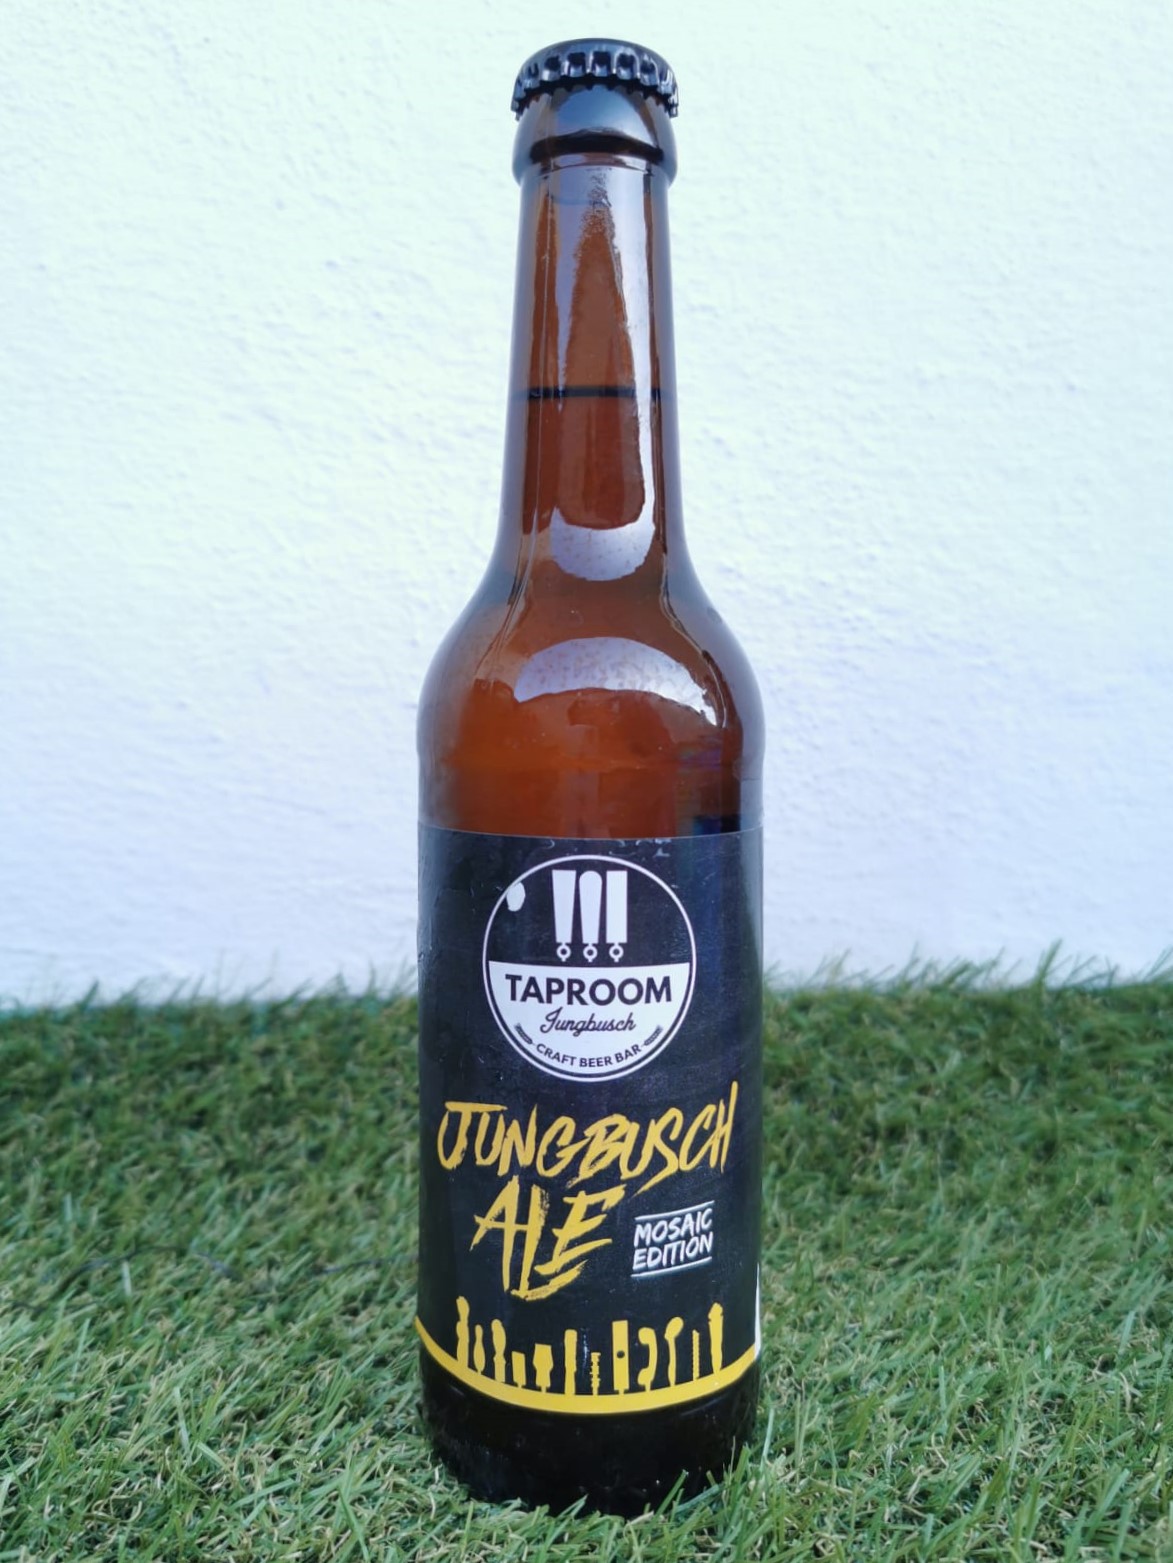 TAPROOM
Jungbusch
CRAFT BEER BAR
JUNGBUSCH
ALE
MOSAIC
EDITION